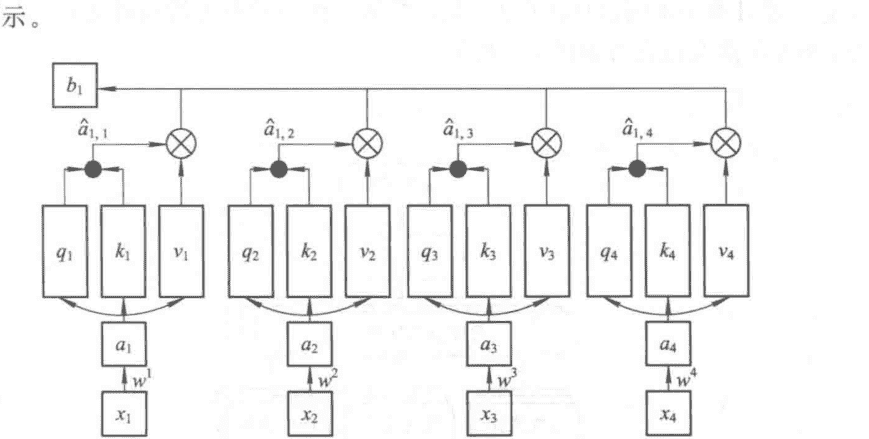 示。
b₁
â₁,₁ â₁,₂ â₁,₃ â₁,₄
q₁ k₁ v₁ q₂ k₂ v₂ q₃ k₃ v₃ q₄ k₄ v₄
a₁ a₂ a₃ a₄
w¹ w² w³ w⁴
x₁ x₂ x₃ x₄